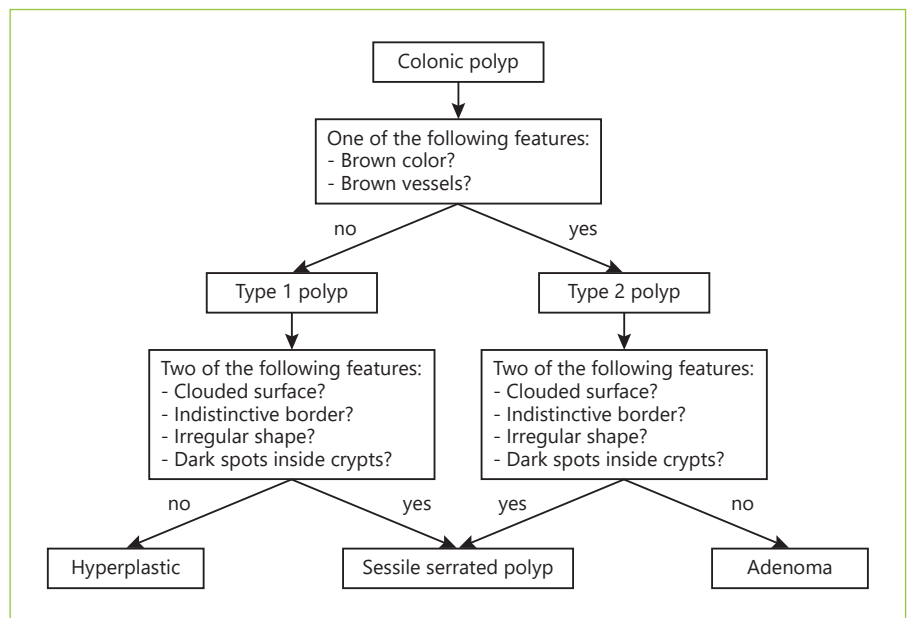 Colonic polyp
One of the following features:
- Brown color?
- Brown vessels?
no
yes
Type 1 polyp
Type 2 polyp
Two of the following features:
- Clouded surface?
- Indistinctive border?
- Irregular shape?
- Dark spots inside crypts?
Two of the following features:
- Clouded surface?
- Indistinctive border?
- Irregular shape?
- Dark spots inside crypts?
no
yes
yes
no
Hyperplastic
Sessile serrated polyp
Adenoma